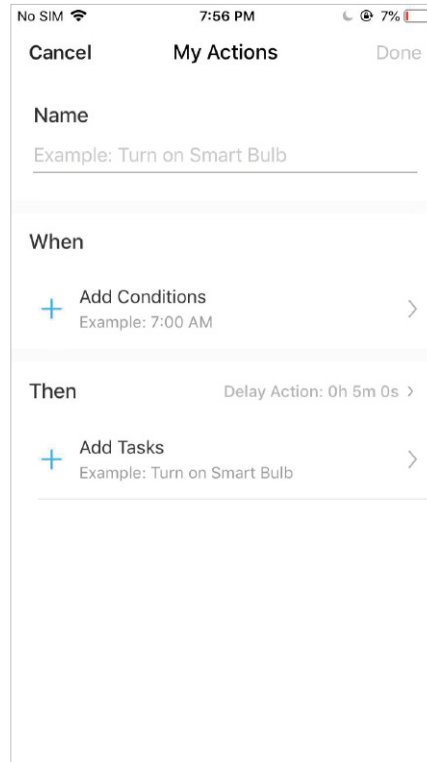 No SIM 7:56 PM 7%
Cancel My Actions Done
Name
Example: Turn on Smart Bulb
When
Add Conditions
Example: 7:00 AM
Then Delay Action: 0h 5m 0s
Add Tasks
Example: Turn on Smart Bulb